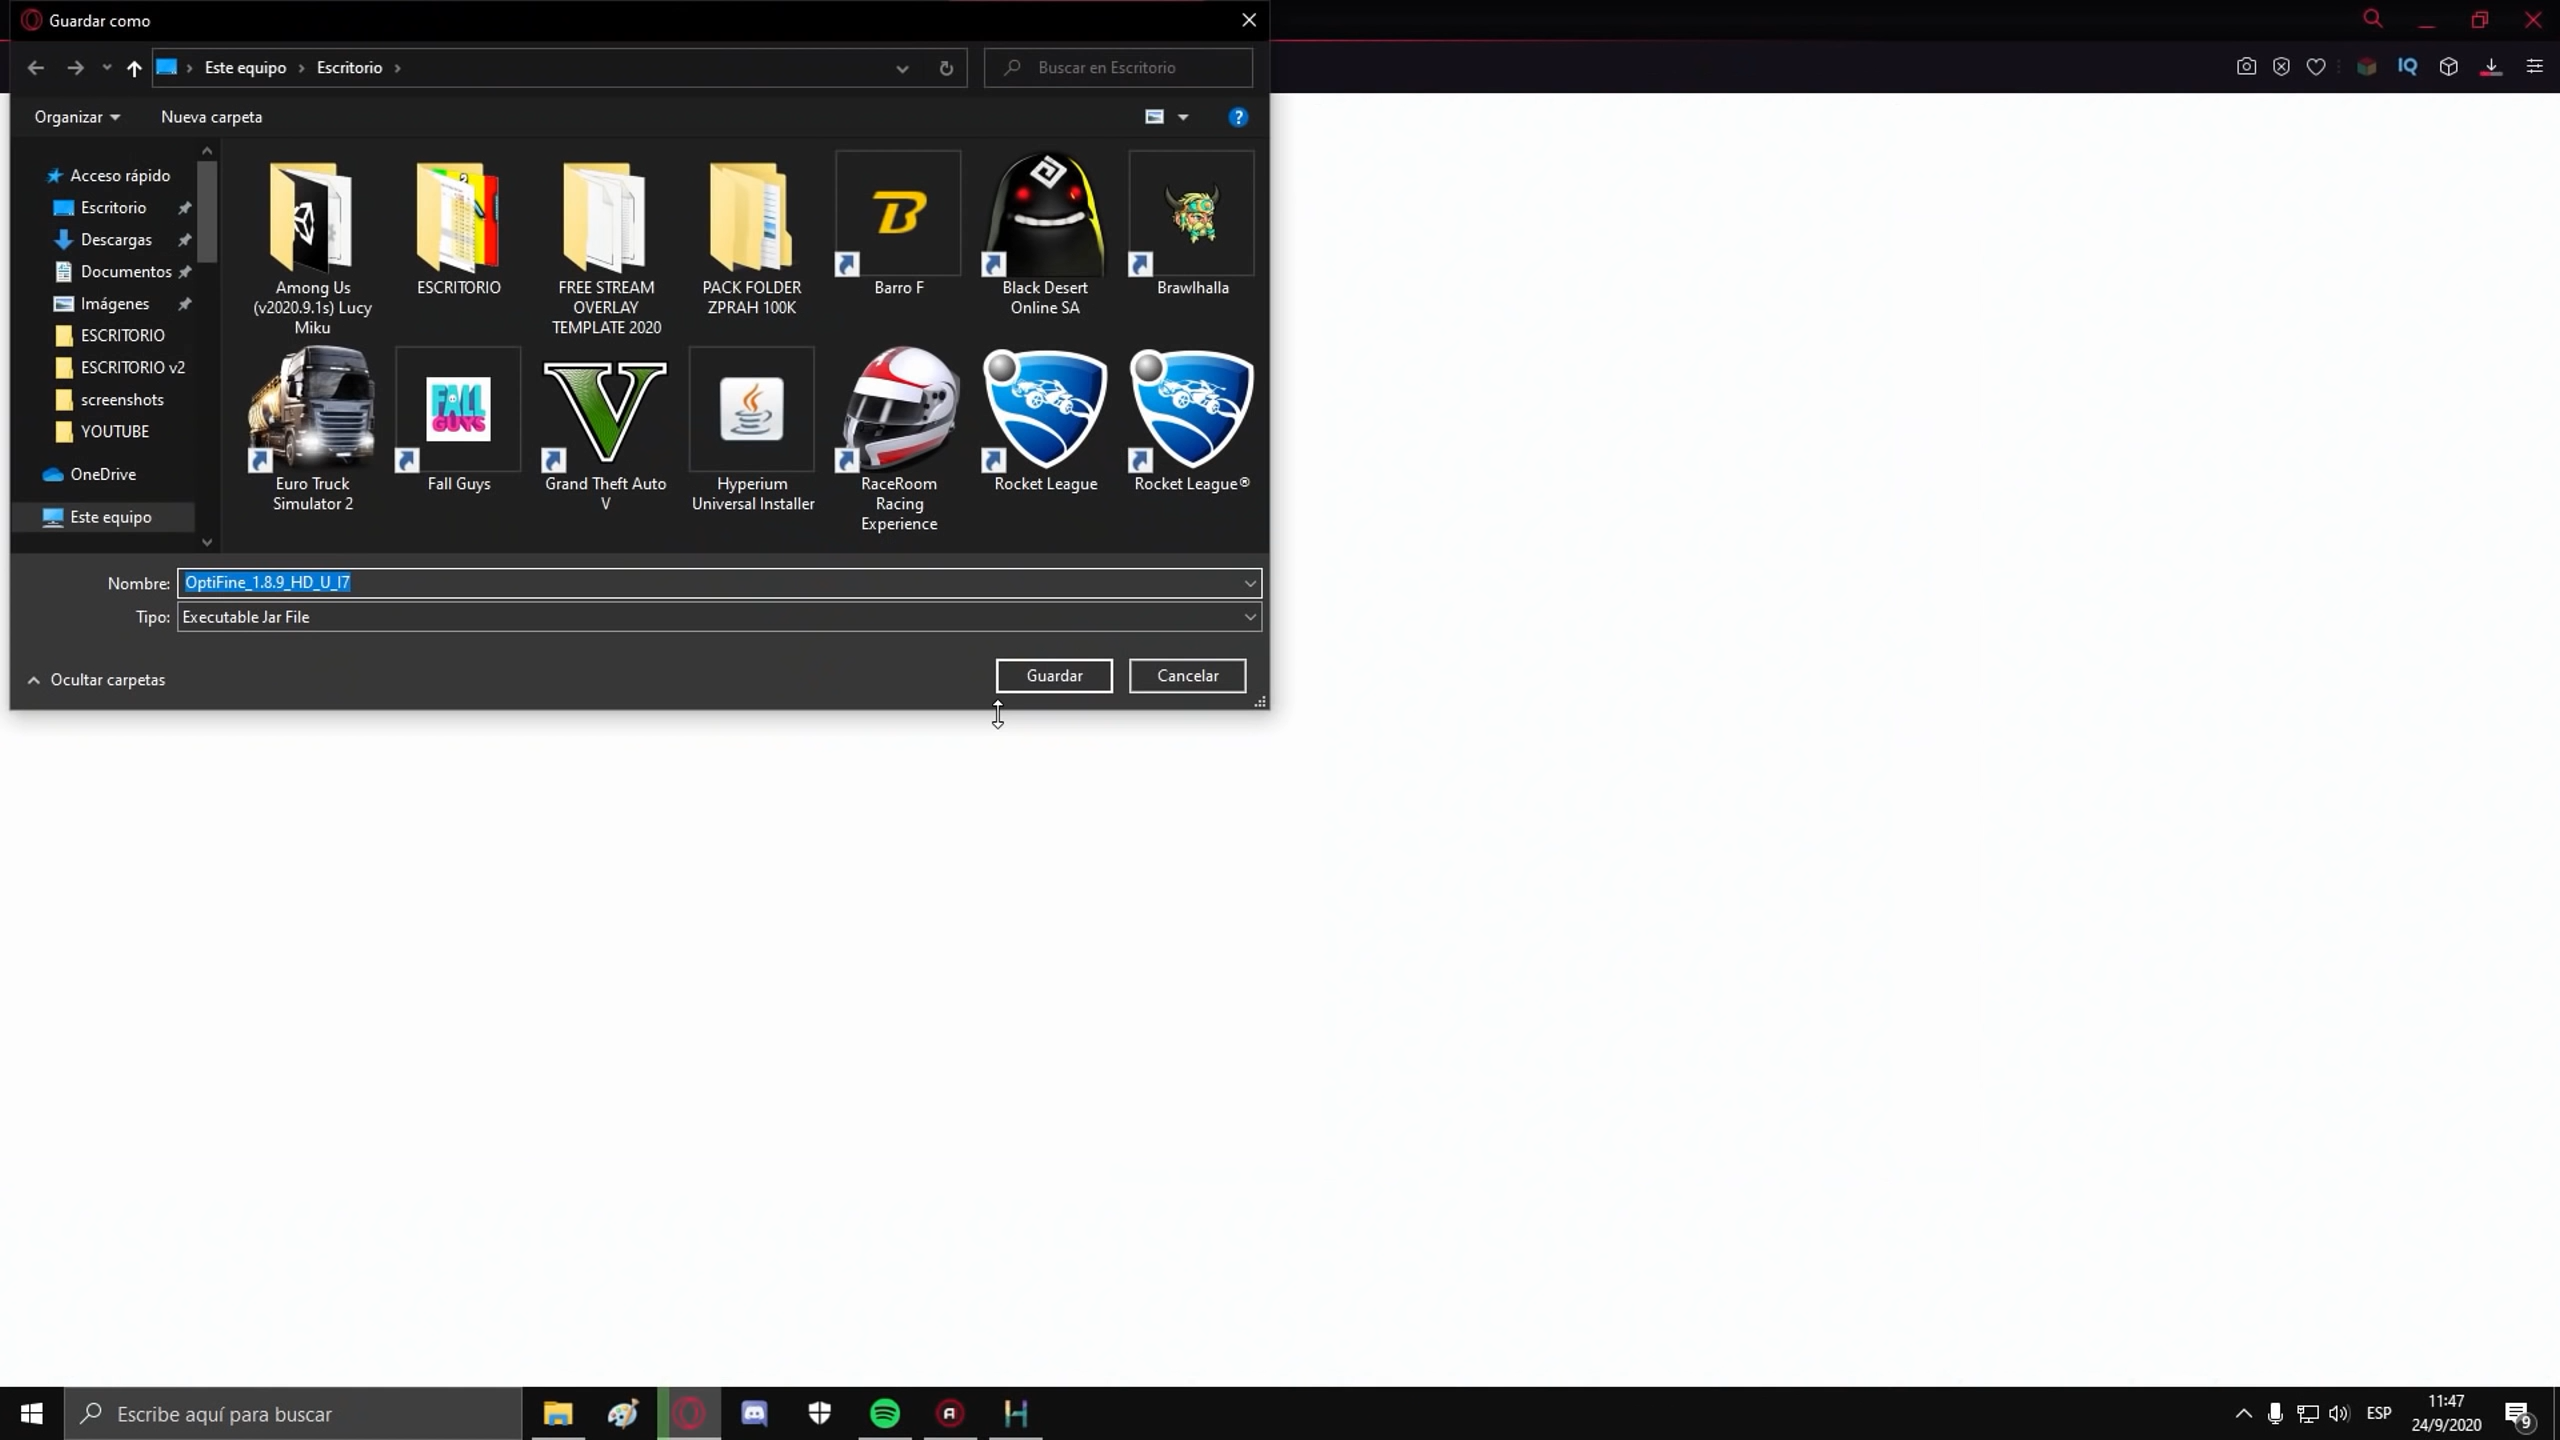 Guardar como
Este equipo
Escritorio
Buscar en Escritorio
Organizar
Nueva carpeta
Acceso rápido
Escritorio
Descargas
Documentos
Imágenes
ESCRITORIO
ESCRITORIO v2
screenshots
YOUTUBE
OneDrive
Este equipo
Among Us
(v2020.9.1s) Lucy
Miku
ESCRITORIO
FREE STREAM
OVERLAY
TEMPLATE 2020
PACK FOLDER
ZPRAH 100K
B
Barro F
Black Desert
Online SA
Brawlhalla
Euro Truck
Simulator 2
FALL
GUYS
Fall Guys
V
Grand Theft Auto
V
Hyperium
Universal Installer
RaceRoom
Racing
Experience
Rocket League
Rocket League®
Nombre:
OptiFine_1.8.9_HD_U_I7
Tipo:
Executable Jar File
Ocultar carpetas
Guardar
Cancelar
IQ
Escribe aquí para buscar
ESP
11:47
24/9/2020
9